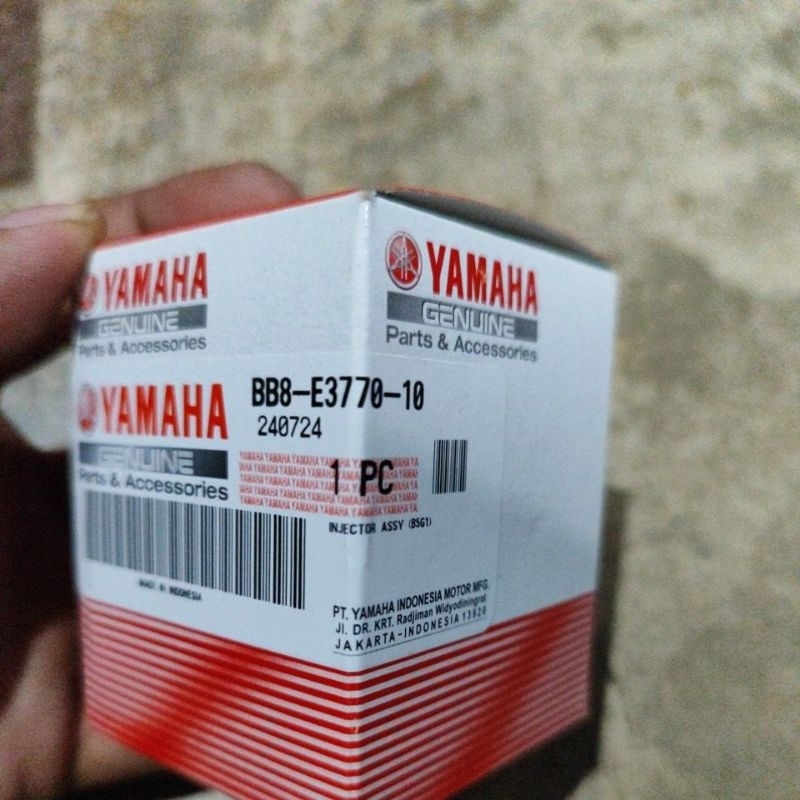 YAMAHA
GENUINE
Parts & Accessories
YAMAHA
GENUINE
Parts & Accessories
YAMAHA
GENUINE
Parts & Accessories
BB8-E3770-10
240724
1 PC
INJECTOR ASSY (B5G1)
MADE IN INDONESIA
PT. YAMAHA INDONESIA MOTOR MFG.
Jl. DR. KRT. Radjiman Widyodiningrat
JAKARTA-INDONESIA 13920